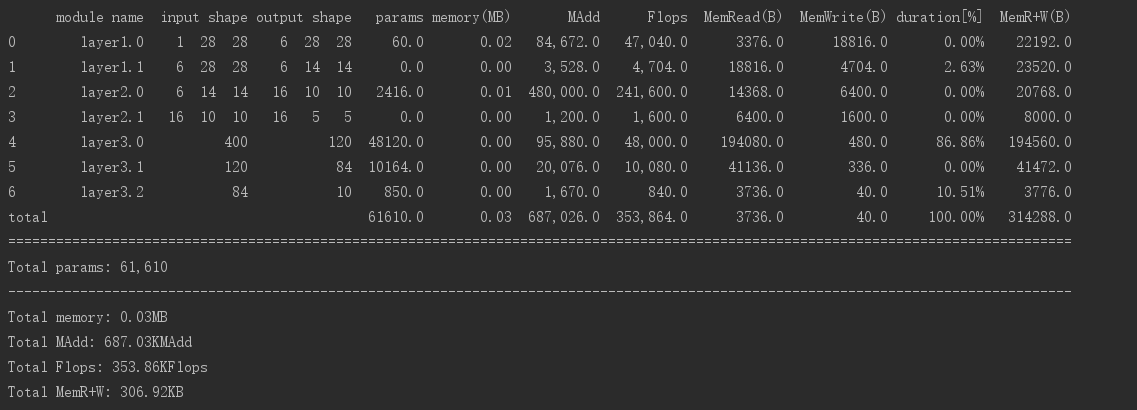 module name input shape output shape params memory(MB) MAdd Flops MemRead(B) MemWrite(B) duration[%] MemR+W(B)
0 layer1.0 1 28 28 6 28 28 60.0 0.02 84,672.0 47,040.0 3376.0 18816.0 0.00% 22192.0
1 layer1.1 6 28 28 6 14 14 0.0 0.00 3,528.0 4,704.0 18816.0 4704.0 2.63% 23520.0
2 layer2.0 6 14 14 16 10 10 2416.0 0.01 480,000.0 241,600.0 14368.0 6400.0 0.00% 20768.0
3 layer2.1 16 10 10 16 5 5 0.0 0.00 1,200.0 1,600.0 6400.0 1600.0 0.00% 8000.0
4 layer3.0 400 120 48120.0 0.00 95,880.0 48,000.0 194080.0 480.0 86.86% 194560.0
5 layer3.1 120 84 10164.0 0.00 20,076.0 10,080.0 41136.0 336.0 0.00% 41472.0
6 layer3.2 84 10 850.0 0.00 1,670.0 840.0 3736.0 40.0 10.51% 3776.0
total 61610.0 0.03 687,026.0 353,864.0 3736.0 40.0 100.00% 314288.0
=====================================================================================================================================
Total params: 61,610
-------------------------------------------------------------------------------------------------------------------------------------
Total memory: 0.03MB
Total MAdd: 687.03KMAdd
Total Flops: 353.86KFlops
Total MemR+W: 306.92KB